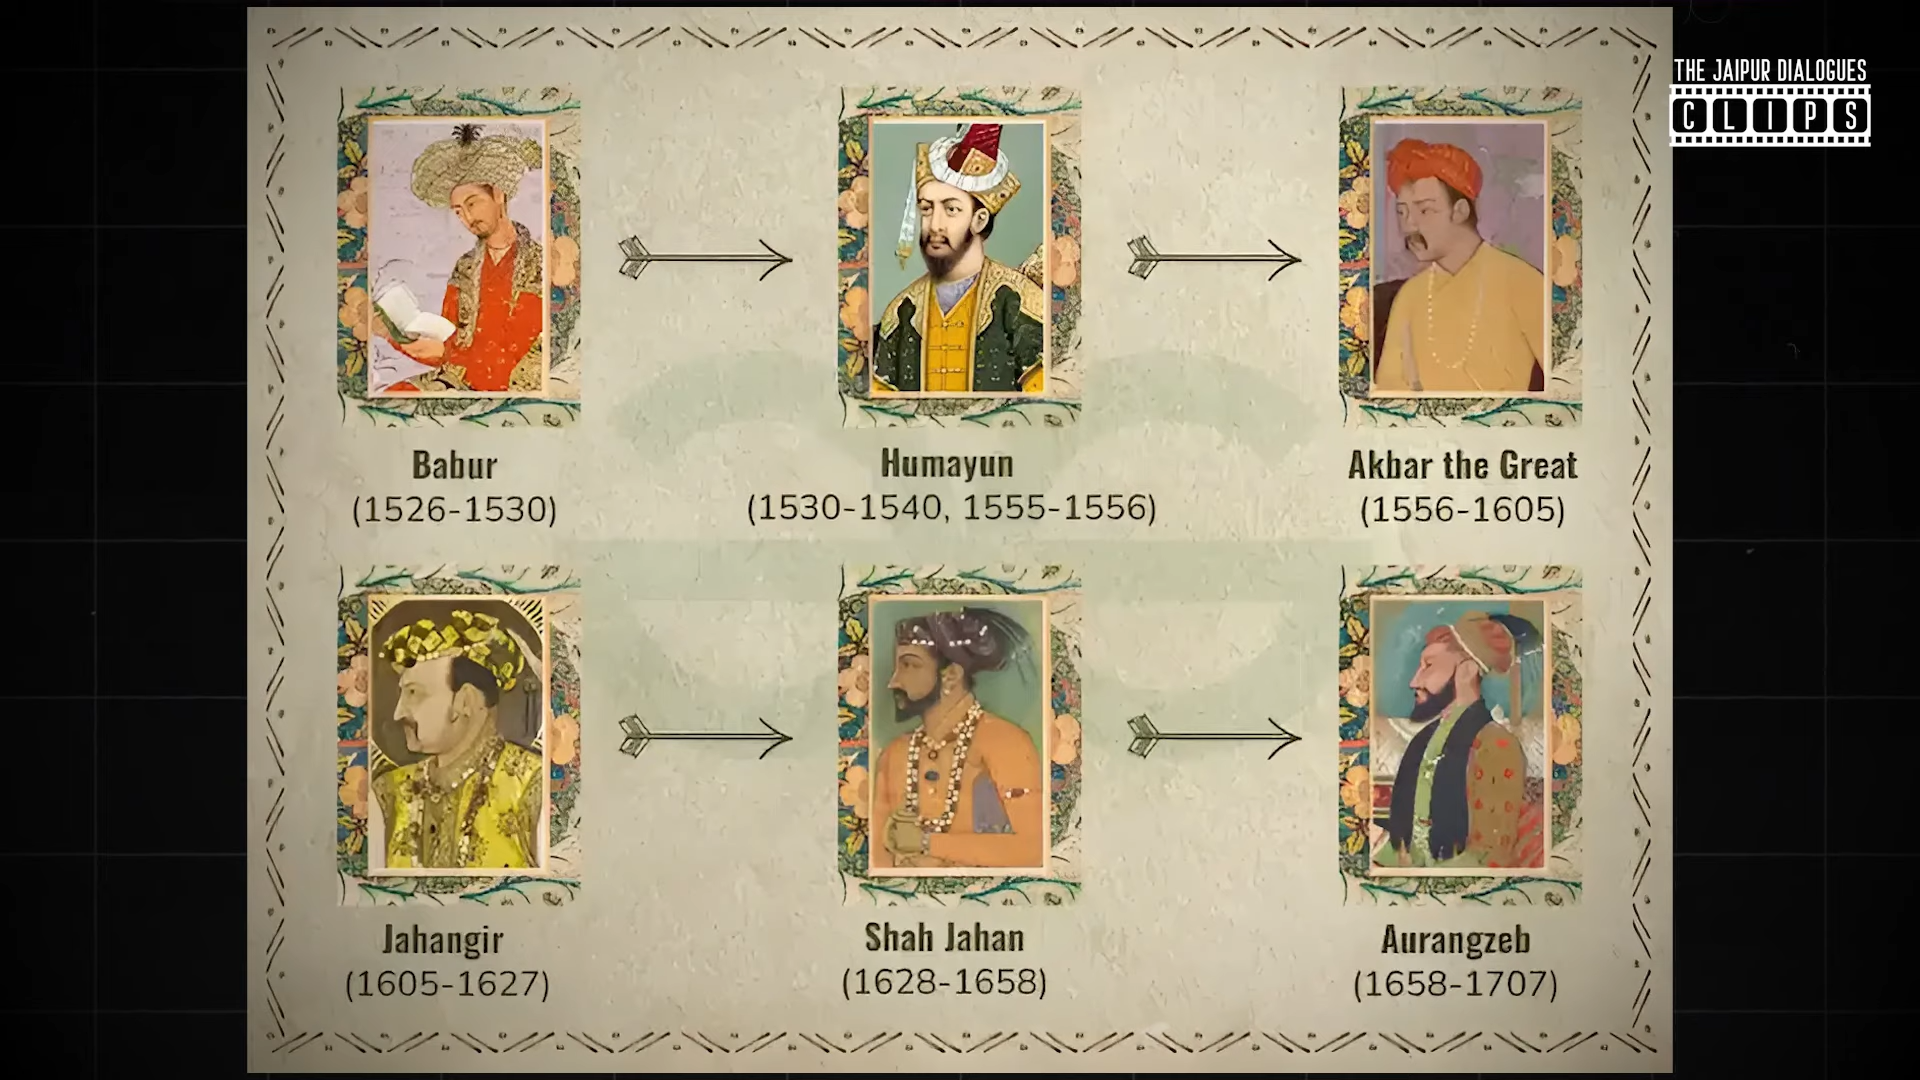 THE JAIPUR DIALOGUES
CLIPS
Babur
(1526-1530)
Humayun
(1530-1540, 1555-1556)
Akbar the Great
(1556-1605)
Jahangir
(1605-1627)
Shah Jahan
(1628-1658)
Aurangzeb
(1658-1707)